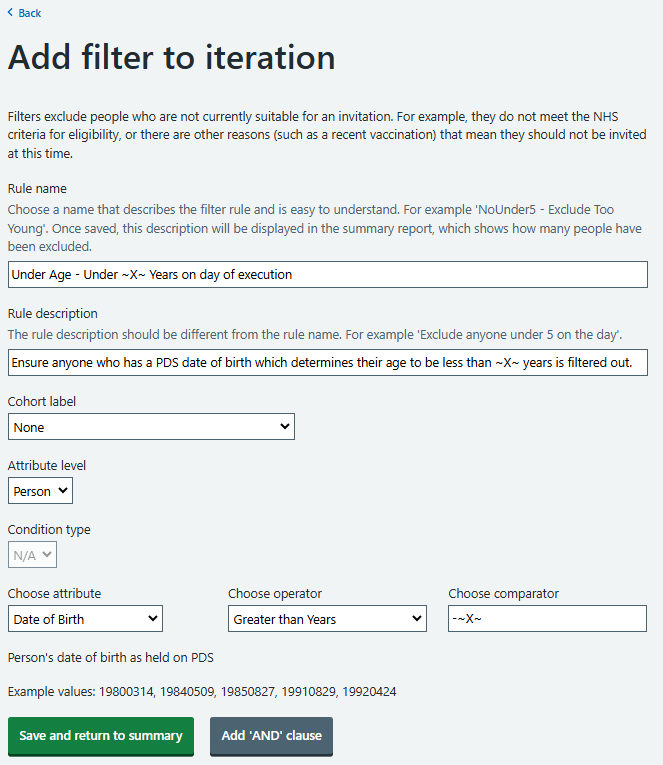 Back
Add filter to iteration
Filters exclude people who are not currently suitable for an invitation. For example, they do not meet the NHS
criteria for eligibility, or there are other reasons (such as a recent vaccination) that mean they should not be invited
at this time.
Rule name
Choose a name that describes the filter rule and is easy to understand. For example 'NoUnder5 - Exclude Too
Young'. Once saved, this description will be displayed in the summary report, which shows how many people have
been excluded.
Under Age - Under ~X~ Years on day of execution
Rule description
The rule description should be different from the rule name. For example 'Exclude anyone under 5 on the day'.
Ensure anyone who has a PDS date of birth which determines their age to be less than ~X~ years is filtered out.
Cohort label
None
Attribute level
Person
Condition type
N/A
Choose attribute Choose operator Choose comparator
Date of Birth Greater than Years -~X~
Person's date of birth as held on PDS
Example values: 19800314, 19840509, 19850827, 19910829, 19920424
Save and return to summary Add 'AND' clause